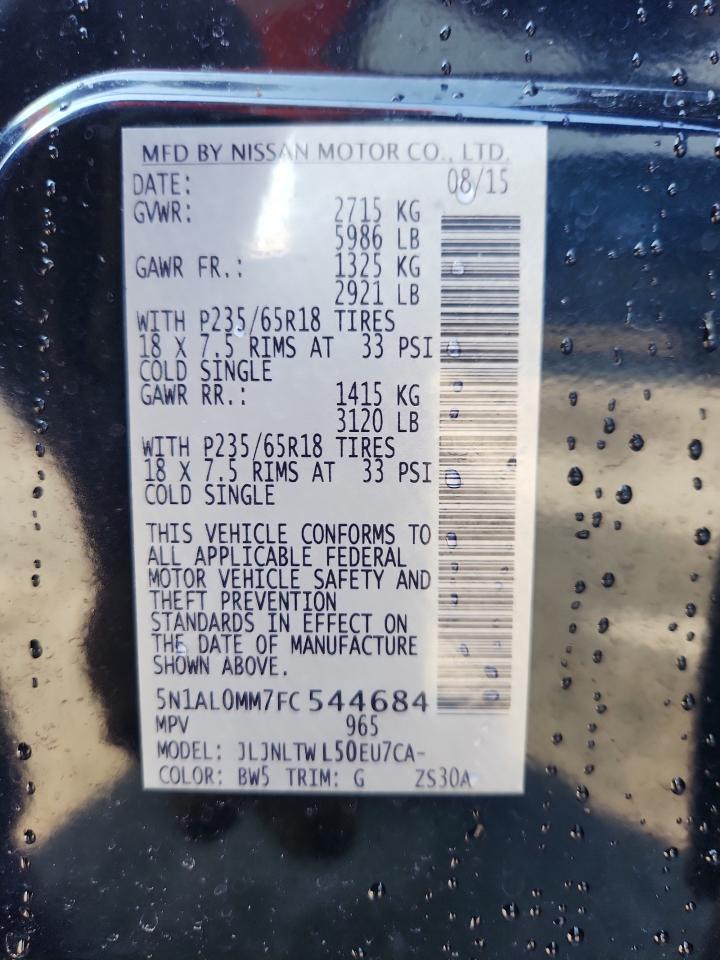 MFD BY NISSAN MOTOR CO., LTD.
DATE: 08/15
GVWR: 2715 KG
5986 LB
GAWR FR.: 1325 KG
2921 LB
WITH P235/65R18 TIRES
18 X 7.5 RIMS AT 33 PSI
COLD SINGLE
GAWR RR.: 1415 KG
3120 LB
WITH P235/65R18 TIRES
18 X 7.5 RIMS AT 33 PSI
COLD SINGLE
THIS VEHICLE CONFORMS TO
ALL APPLICABLE FEDERAL
MOTOR VEHICLE SAFETY AND
THEFT PREVENTION
STANDARDS IN EFFECT ON
THE DATE OF MANUFACTURE
SHOWN ABOVE.
5N1AL0MM7FC544684
MPV 965
MODEL: JLJNLTWL50EU7CA-
COLOR: BW5 TRIM: G ZS30A